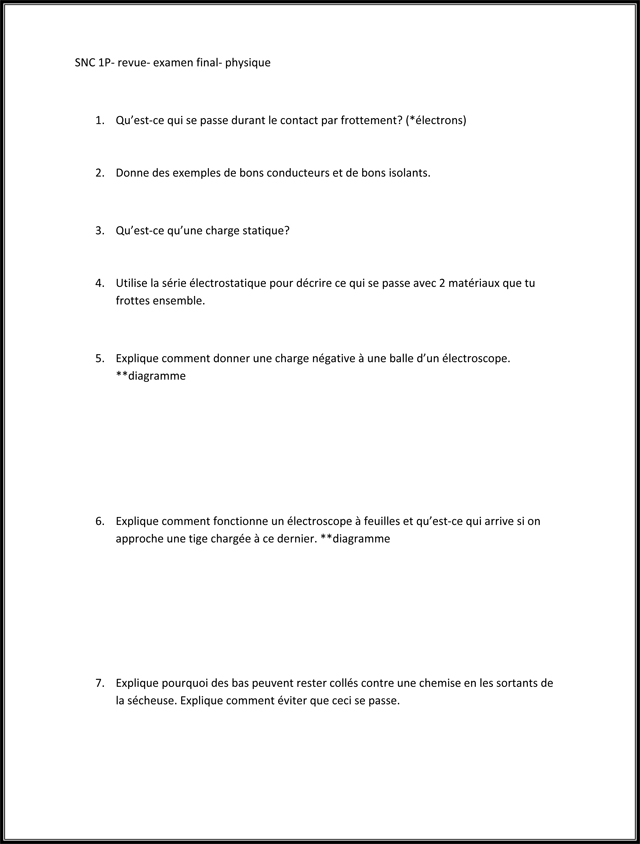 SNC 1P- revue- examen final- physique
1. Qu’est-ce qui se passe durant le contact par frottement? (*électrons)
2. Donne des exemples de bons conducteurs et de bons isolants.
3. Qu’est-ce qu’une charge statique?
4. Utilise la série électrostatique pour décrire ce qui se passe avec 2 matériaux que tu
frottes ensemble.
5. Explique comment donner une charge négative à une balle d’un électroscope.
**diagramme
6. Explique comment fonctionne un électroscope à feuilles et qu’est-ce qui arrive si on
approche une tige chargée à ce dernier. **diagramme
7. Explique pourquoi des bas peuvent rester collés contre une chemise en les sortants de
la sécheuse. Explique comment éviter que ceci se passe.